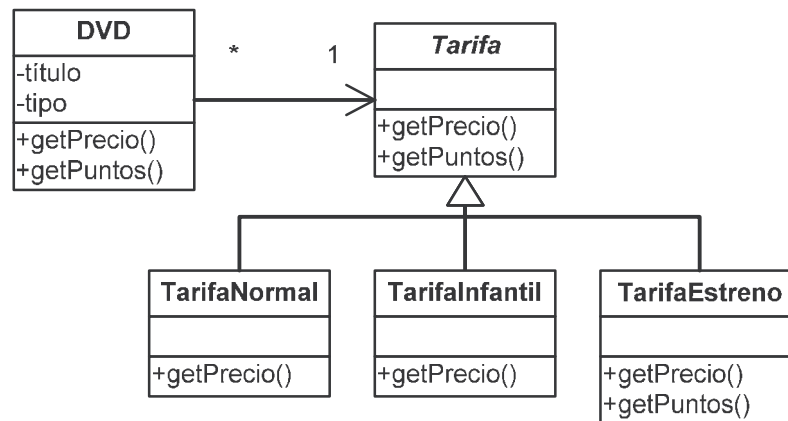 DVD
-título
-tipo
+getPrecio()
+getPuntos()
* 1
Tarifa
+getPrecio()
+getPuntos()
TarifaNormal
+getPrecio()
TarifaInfantil
+getPrecio()
TarifaEstreno
+getPrecio()
+getPuntos()